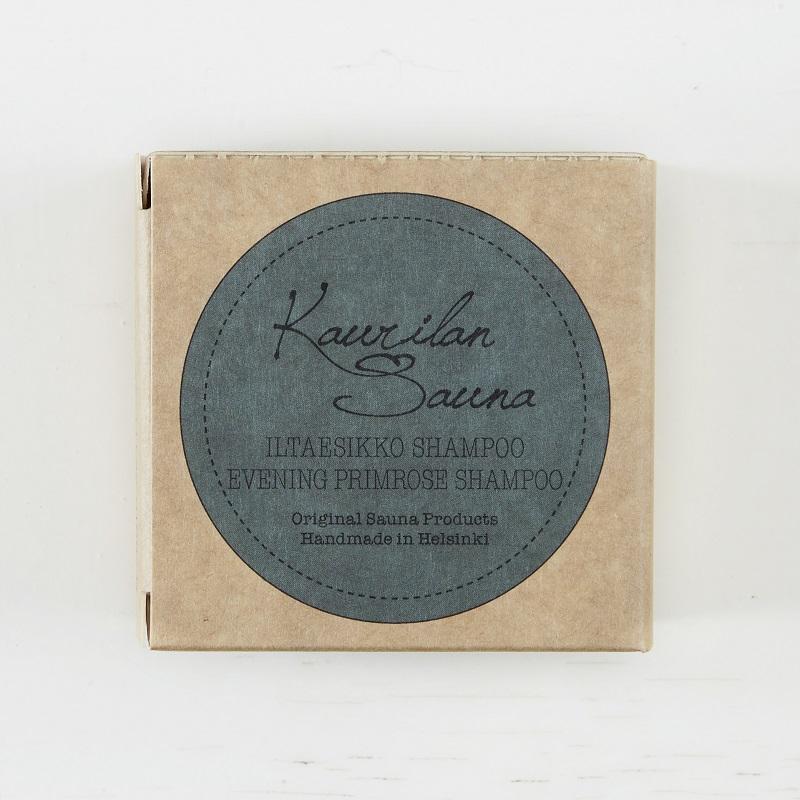 Kaurilan
Sauna
ILTAESIKKO SHAMPOO
EVENING PRIMROSE SHAMPOO
Original Sauna Products
Handmade in Helsinki